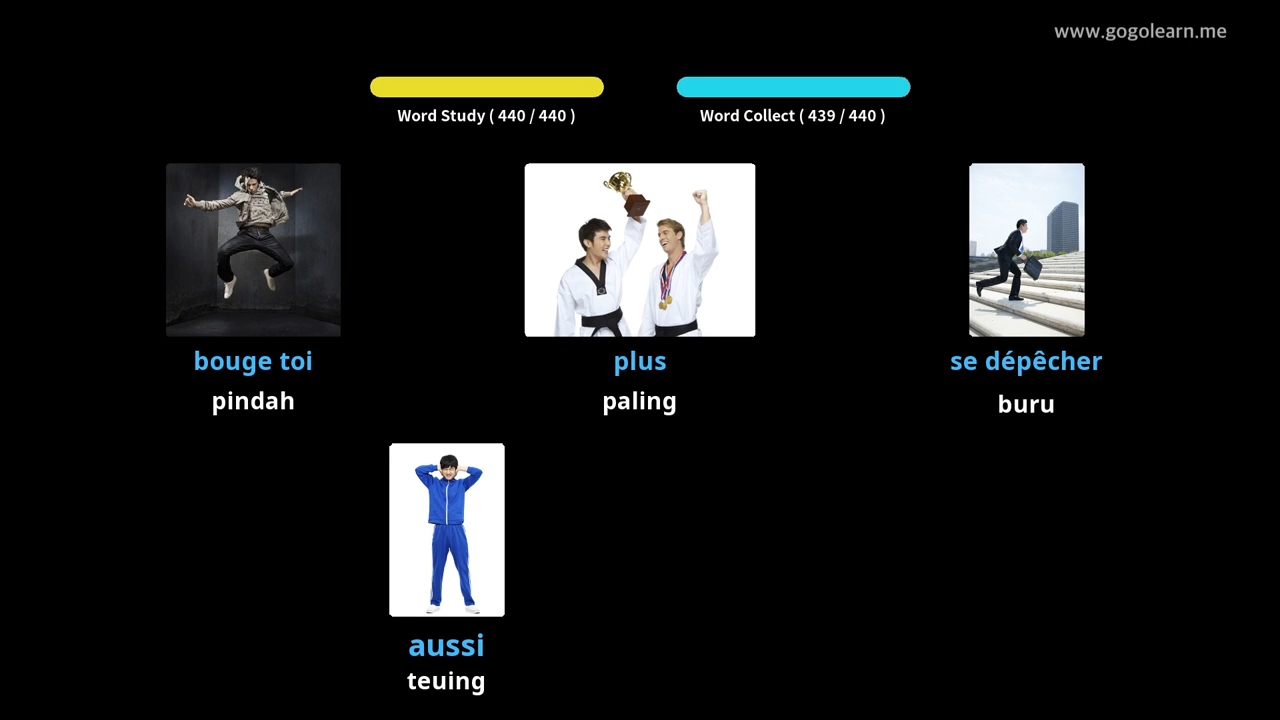 www.gogolearn.me
Word Study ( 440 / 440 )
Word Collect ( 439 / 440 )
bouge toi
pindah
plus
paling
se dépêcher
buru
aussi
teuing